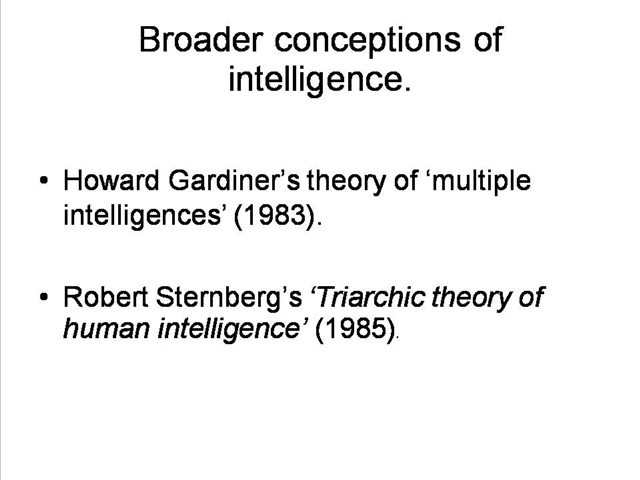 Broader conceptions of
intelligence.
• Howard Gardiner’s theory of ‘multiple
intelligences’ (1983).
• Robert Sternberg’s ‘Triarchic theory of
human intelligence’ (1985).